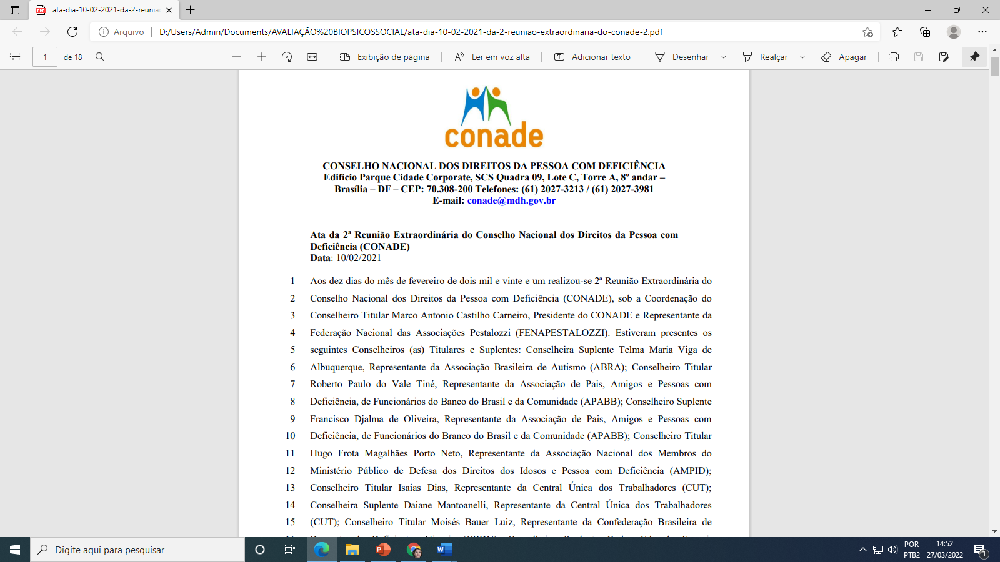 ata-dia-10-02-2021-da-2-reunia
Arquivo
D:/Users/Admin/Documents/AVALIAÇÃO%20BIOPSICOSSOCIAL/ata-dia-10-02-2021-da-2-reuniao-extraordinaria-do-conade-2.pdf
1 de 18 Exibição de página Ler em voz alta Adicionar texto Desenhar Realçar Apagar
conade
CONSELHO NACIONAL DOS DIREITOS DA PESSOA COM DEFICIÊNCIA
Edifício Parque Cidade Corporate, SCS Quadra 09, Lote C, Torre A, 8º andar –
Brasília – DF – CEP: 70.308-200 Telefones: (61) 2027-3213 / (61) 2027-3981
E-mail: conade@mdh.gov.br
Ata da 2ª Reunião Extraordinária do Conselho Nacional dos Direitos da Pessoa com
Deficiência (CONADE)
Data: 10/02/2021
1 Aos dez dias do mês de fevereiro de dois mil e vinte e um realizou-se 2ª Reunião Extraordinária do
2 Conselho Nacional dos Direitos da Pessoa com Deficiência (CONADE), sob a Coordenação do
3 Conselheiro Titular Marco Antonio Castilho Carneiro, Presidente do CONADE e Representante da
4 Federação Nacional das Associações Pestalozzi (FENAPESTALOZZI). Estiveram presentes os
5 seguintes Conselheiros (as) Titulares e Suplentes: Conselheira Suplente Telma Maria Viga de
6 Albuquerque, Representante da Associação Brasileira de Autismo (ABRA); Conselheiro Titular
7 Roberto Paulo do Vale Tiné, Representante da Associação de Pais, Amigos e Pessoas com
8 Deficiência, de Funcionários do Banco do Brasil e da Comunidade (APABB); Conselheiro Suplente
9 Francisco Djalma de Oliveira, Representante da Associação de Pais, Amigos e Pessoas com
10 Deficiência, de Funcionários do Branco do Brasil e da Comunidade (APABB); Conselheiro Titular
11 Hugo Frota Magalhães Porto Neto, Representante da Associação Nacional dos Membros do
12 Ministério Público de Defesa dos Direitos dos Idosos e Pessoa com Deficiência (AMPID);
13 Conselheiro Titular Isaias Dias, Representante da Central Única dos Trabalhadores (CUT);
14 Conselheira Suplente Daiane Mantoanelli, Representante da Central Única dos Trabalhadores
15 (CUT); Conselheiro Titular Moisés Bauer Luiz, Representante da Confederação Brasileira de
Digite aqui para pesquisar
POR
PTB2
14:52
27/03/2022
1